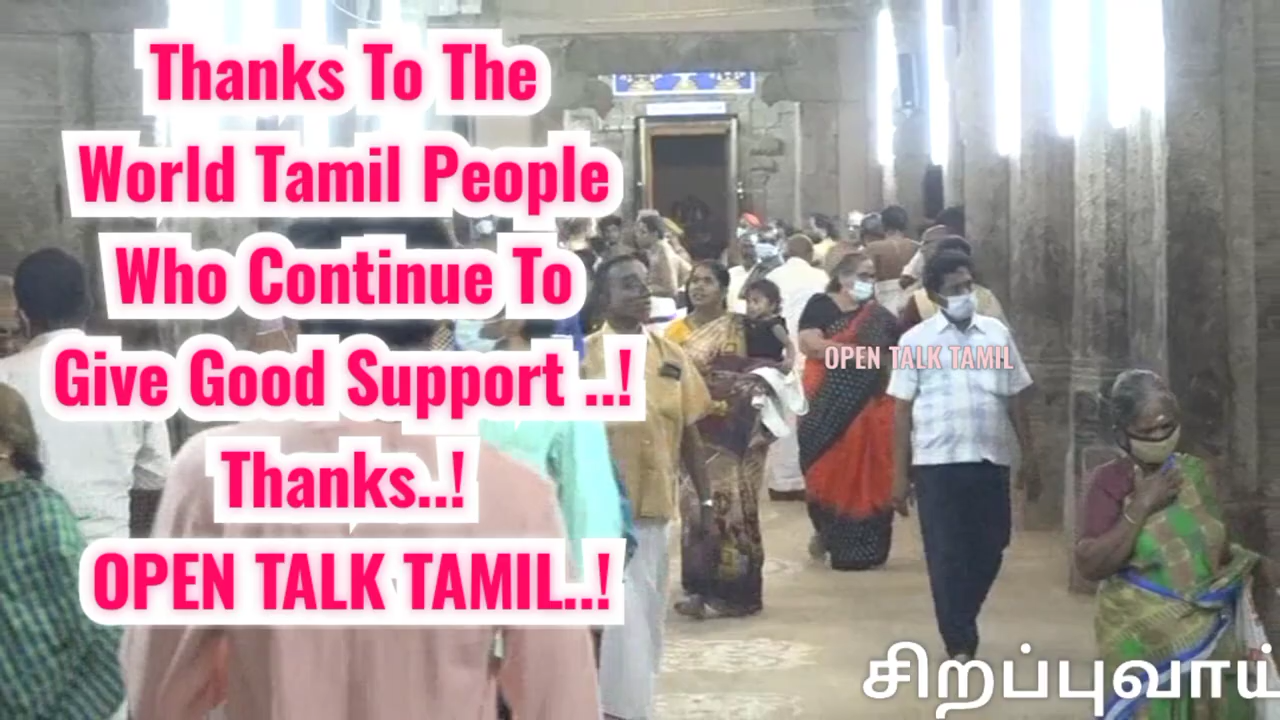 Thanks To The
World Tamil People
Who Continue To
Give Good Support ..!
Thanks..!
OPEN TALK TAMIL..!
OPEN TALK TAMIL